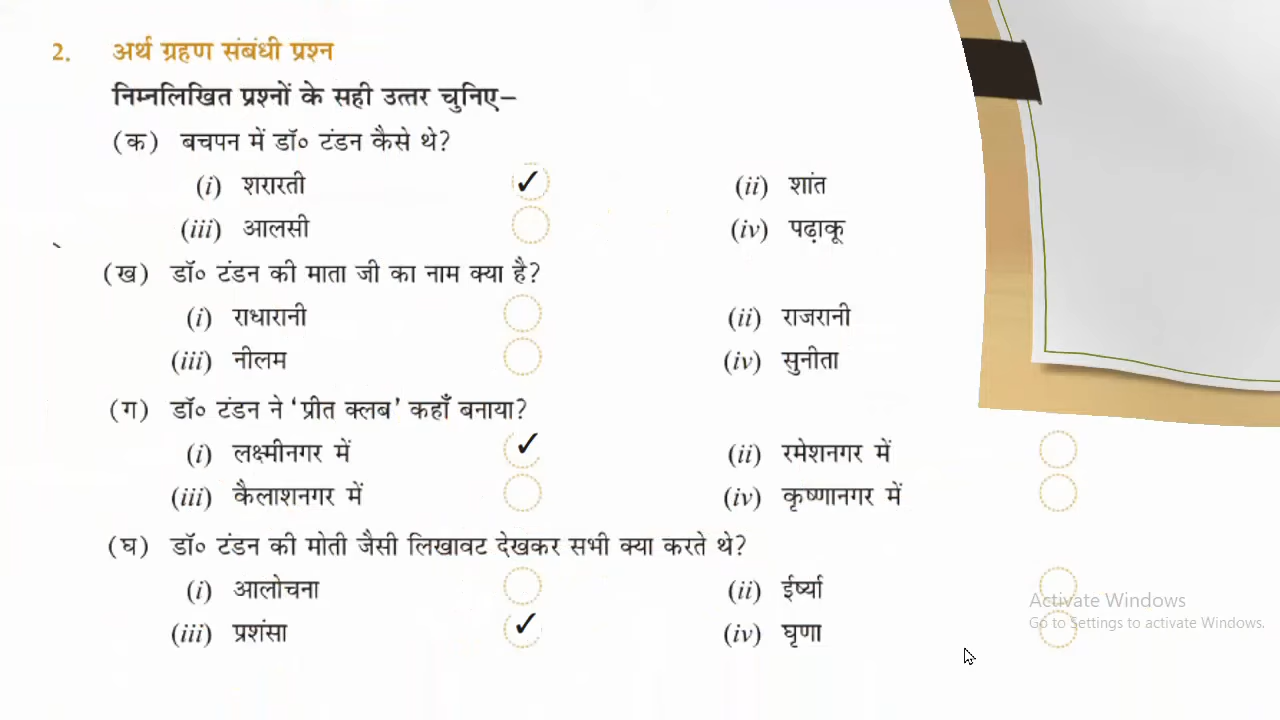 2. अर्थ ग्रहण संबंधी प्रश्न
निम्नलिखित प्रश्नों के सही उत्तर चुनिए–
(क) बचपन में डॉ० टंडन कैसे थे?
(i) शरारती ✓ (ii) शांत
(iii) आलसी (iv) पढ़ाकू
(ख) डॉ० टंडन की माता जी का नाम क्या है?
(i) राधारानी (ii) राजरानी
(iii) नीलम (iv) सुनीता
(ग) डॉ० टंडन ने ‘प्रीत क्लब’ कहाँ बनाया?
(i) लक्ष्मीनगर में ✓ (ii) रमेशनगर में
(iii) कैलाशनगर में (iv) कृष्णानगर में
(घ) डॉ० टंडन की मोती जैसी लिखावट देखकर सभी क्या करते थे?
(i) आलोचना (ii) ईर्ष्या
(iii) प्रशंसा ✓ (iv) घृणा
Activate Windows
Go to Settings to activate Windows.